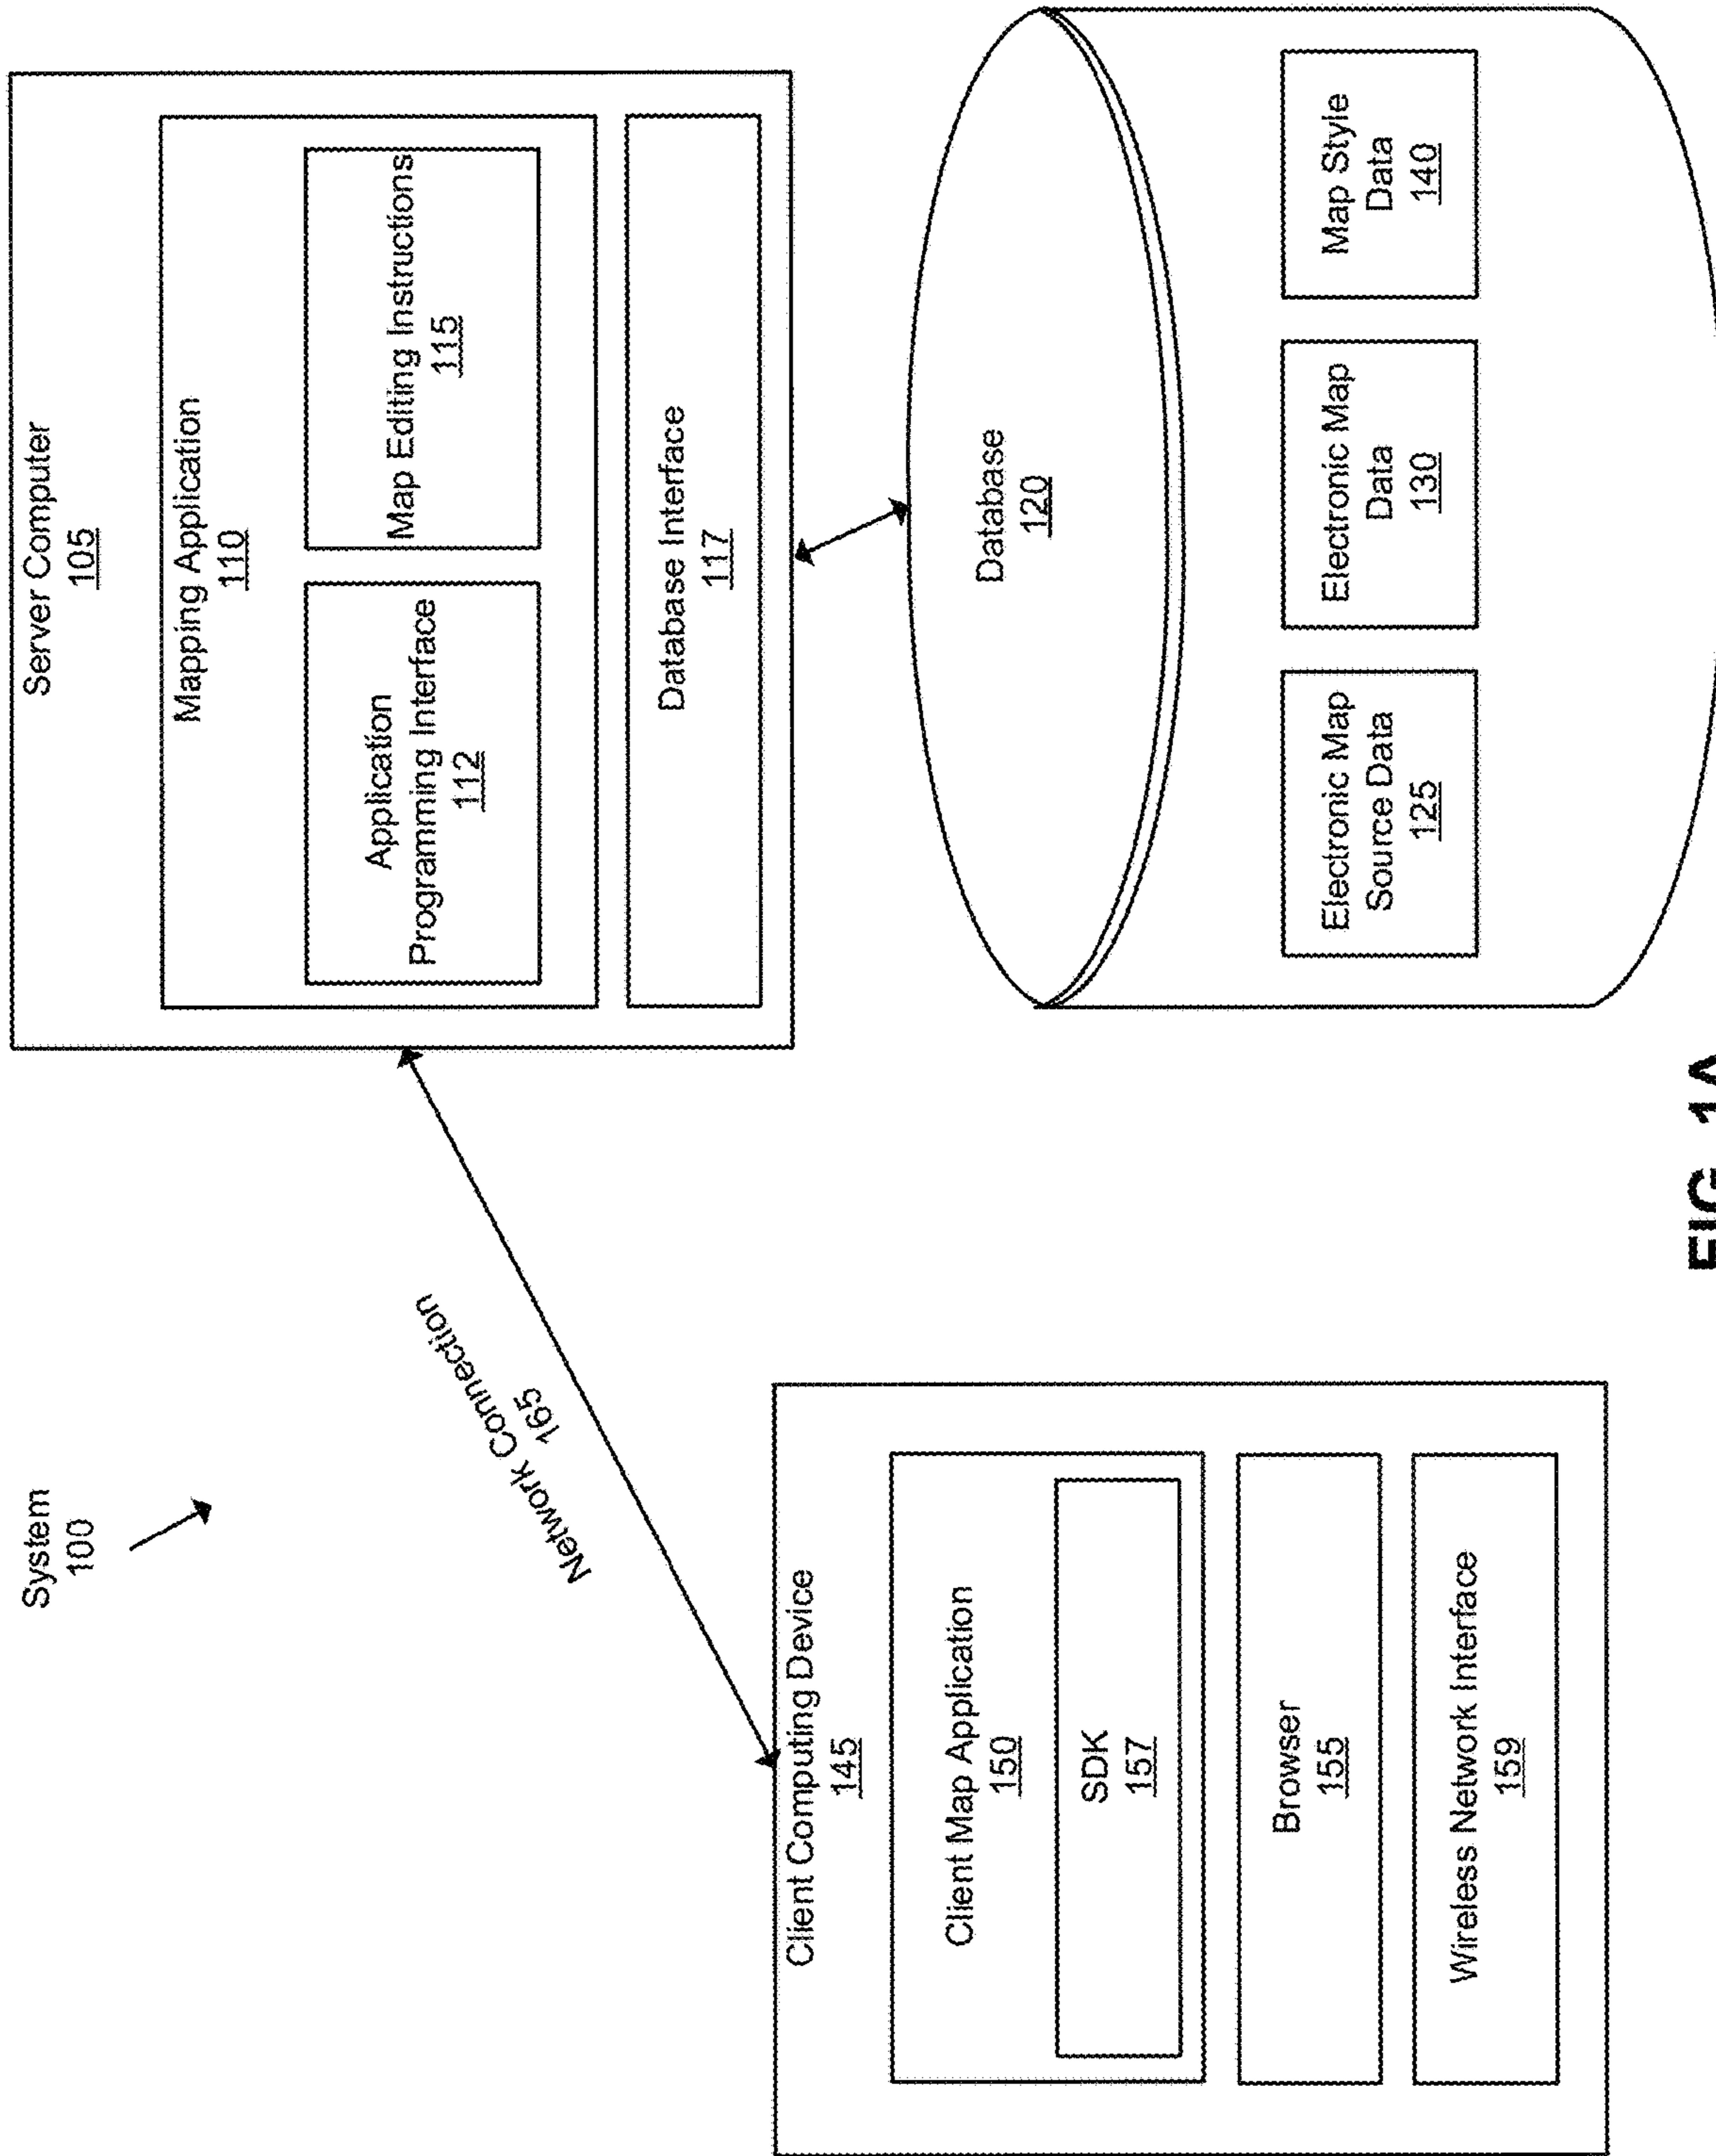 System
100
Server Computer
105
Mapping Application
110
Application
Programming Interface
112
Map Editing Instructions
115
Database Interface
117
Network Connection
165
Client Computing Device
145
Client Map Application
150
SDK
157
Browser
155
Wireless Network Interface
159
Database
120
Electronic Map
Source Data
125
Electronic Map
Data
130
Map Style
Data
140
FIG. 1A